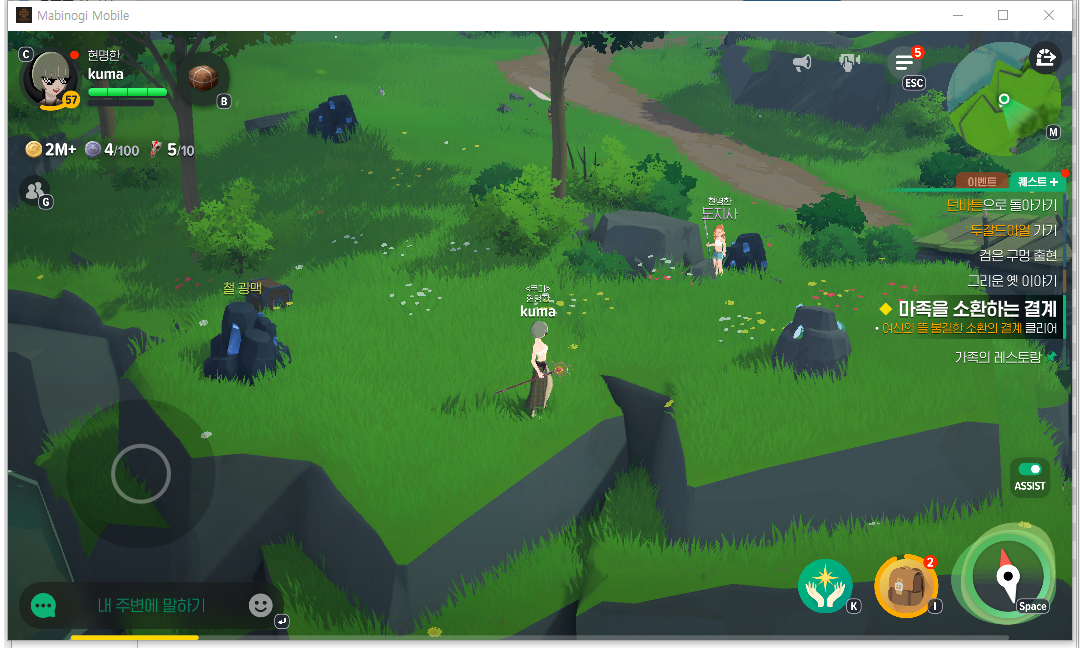 Mabinogi Mobile
C
현명한
kuma
57
B
2M+ 4/100 5/10
G
5
ESC
M
이벤트 퀘스트 +
던바튼으로 돌아가기
두갈드아일 가기
검은 구멍 출현
그리운 옛 이야기
마족을 소환하는 결계
• 여신의 뜰 불길한 소환의 결계 클리어
가족의 레스토랑
현명한
도지사
철 광맥
현명한
kuma
ASSIST
내 주변에 말하기
K
2
I
Space